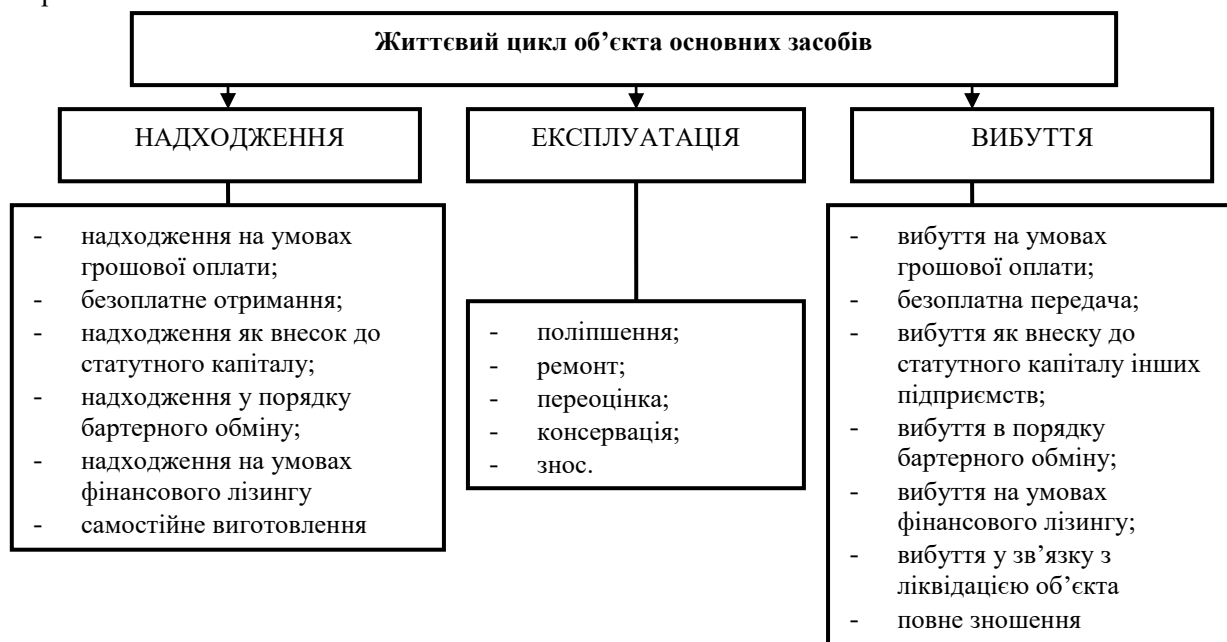 Життєвий цикл об’єкта основних засобів
НАДХОДЖЕННЯ
ЕКСПЛУАТАЦІЯ
ВИБУТТЯ
- надходження на умовах
грошової оплати;
- безоплатне отримання;
- надходження як внесок до
статутного капіталу;
- надходження у порядку
бартерного обміну;
- надходження на умовах
фінансового лізингу
- самостійне виготовлення
- поліпшення;
- ремонт;
- переоцінка;
- консервація;
- знос.
- вибуття на умовах
грошової оплати;
- безоплатна передача;
- вибуття як внеску до
статутного капіталу інших
підприємств;
- вибуття в порядку
бартерного обміну;
- вибуття на умовах
фінансового лізингу;
- вибуття у зв’язку з
ліквідацією об’єкта
- повне зношення